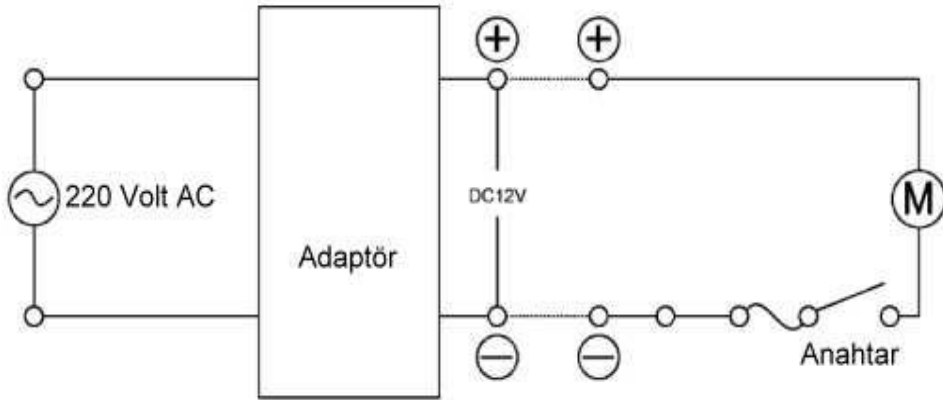 + +
220 Volt AC
DC12V
M
Adaptör
− −
Anahtar